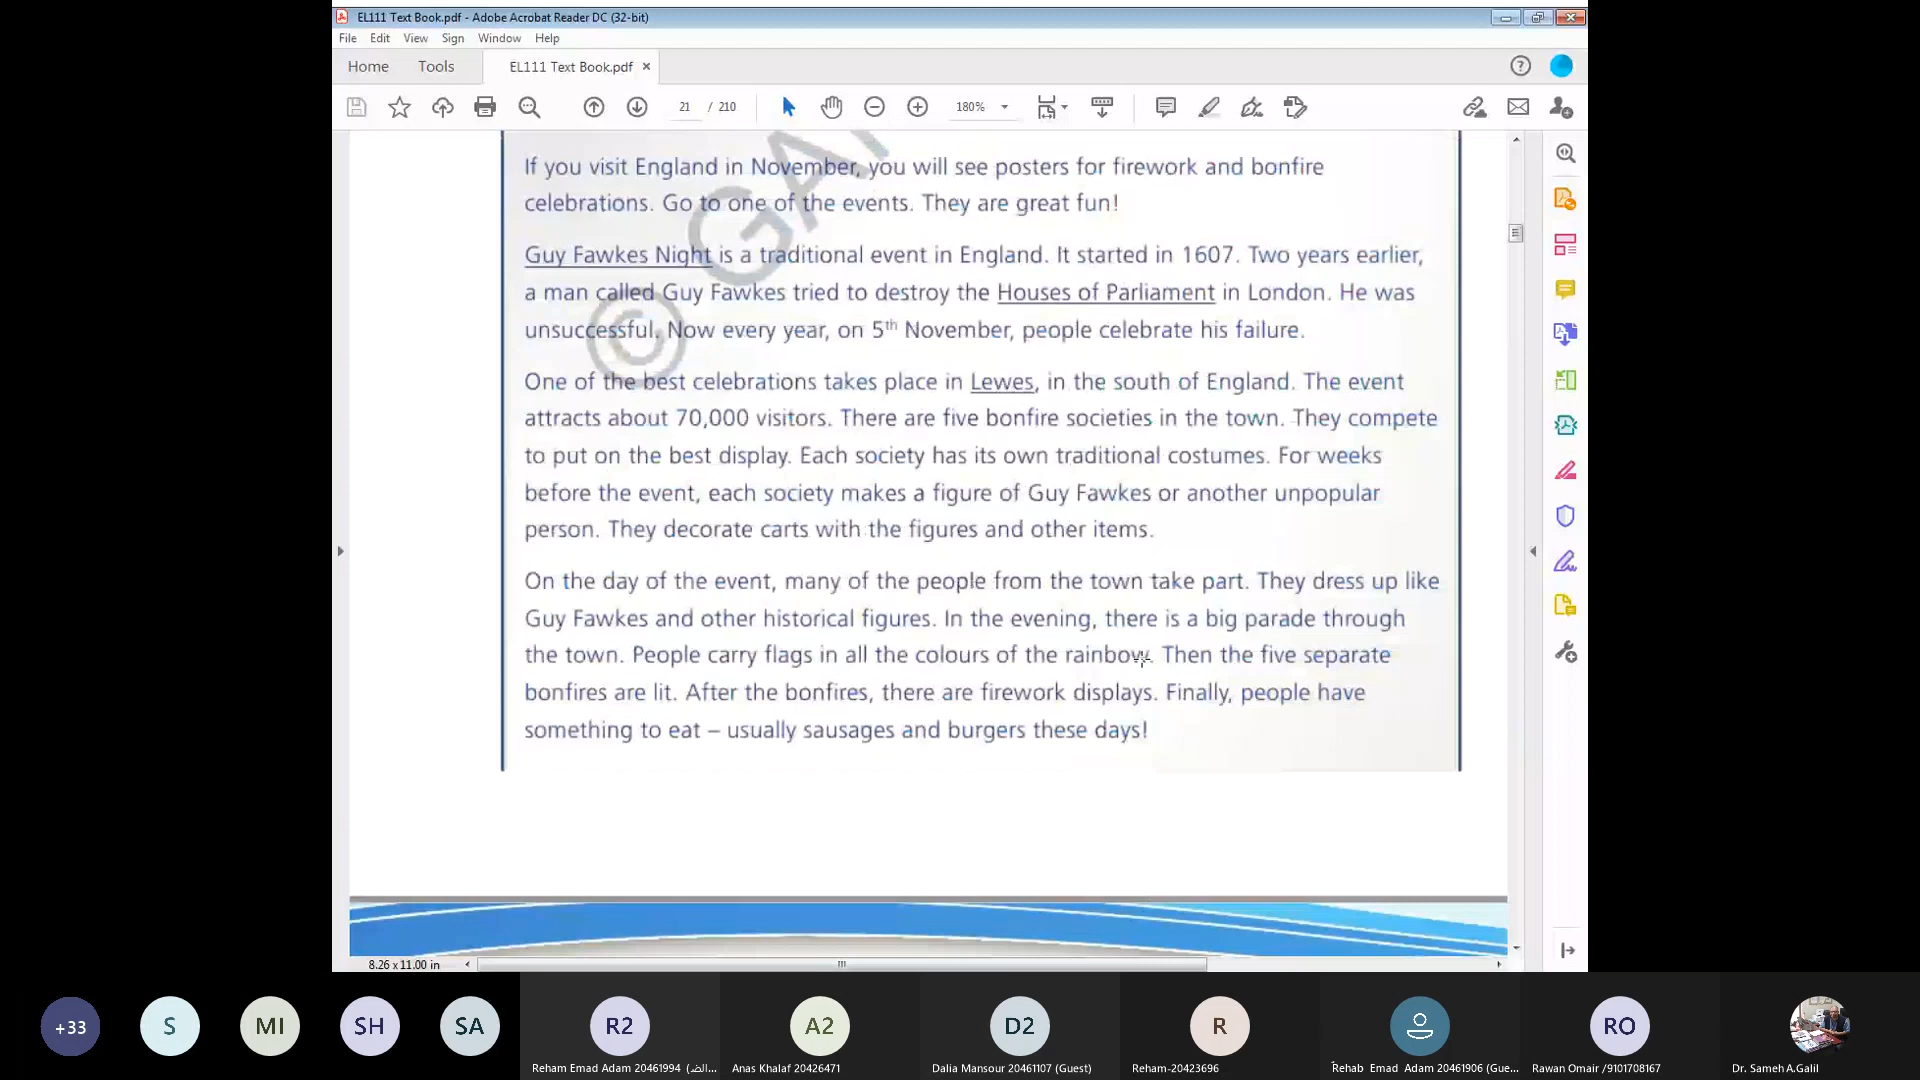 EL111 Text Book.pdf - Adobe Acrobat Reader DC (32-bit)
File Edit View Sign Window Help
Home Tools EL111 Text Book.pdf
21 / 210 180%
If you visit England in November, you will see posters for firework and bonfire
celebrations. Go to one of the events. They are great fun!
Guy Fawkes Night is a traditional event in England. It started in 1607. Two years earlier,
a man called Guy Fawkes tried to destroy the Houses of Parliament in London. He was
unsuccessful. Now every year, on 5th November, people celebrate his failure.
One of the best celebrations takes place in Lewes, in the south of England. The event
attracts about 70,000 visitors. There are five bonfire societies in the town. They compete
to put on the best display. Each society has its own traditional costumes. For weeks
before the event, each society makes a figure of Guy Fawkes or another unpopular
person. They decorate carts with the figures and other items.
On the day of the event, many of the people from the town take part. They dress up like
Guy Fawkes and other historical figures. In the evening, there is a big parade through
the town. People carry flags in all the colours of the rainbow. Then the five separate
bonfires are lit. After the bonfires, there are firework displays. Finally, people have
something to eat – usually sausages and burgers these days!
8.26 x 11.00 in
+33 S MI SH SA R2 A2 D2 R RO
Reham Emad Adam 20461994 (الض... Anas Khalaf 20426471 Dalia Mansour 20461107 (Guest) Reham-20423696 Rehab Emad Adam 20461906 (Gue... Rawan Omair /9101708167 Dr. Sameh A.Galil